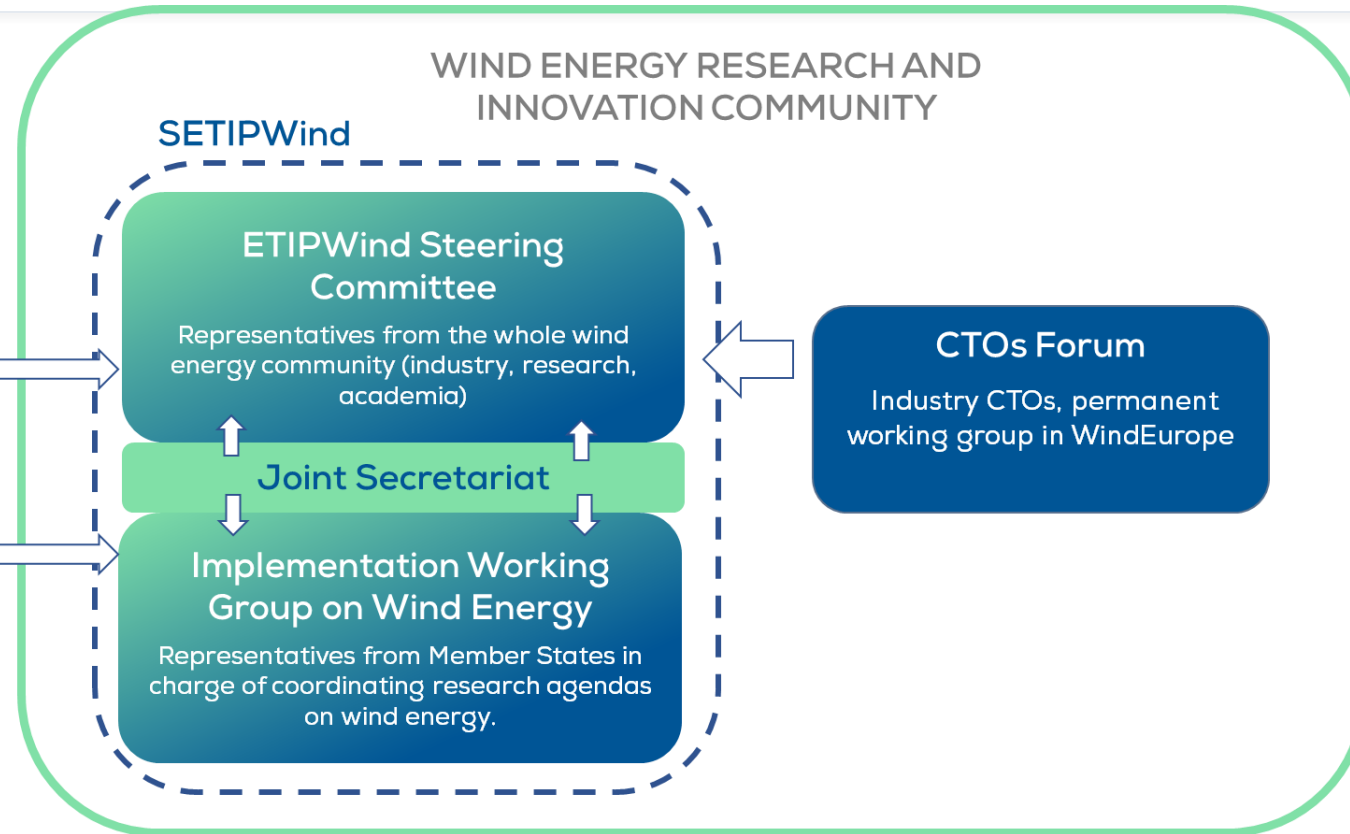 WIND ENERGY RESEARCH AND
INNOVATION COMMUNITY
SETIPWind
ETIPWind Steering
Committee
Representatives from the whole wind
energy community (industry, research,
academia)
Joint Secretariat
Implementation Working
Group on Wind Energy
Representatives from Member States in
charge of coordinating research agendas
on wind energy.
CTOs Forum
Industry CTOs, permanent
working group in WindEurope